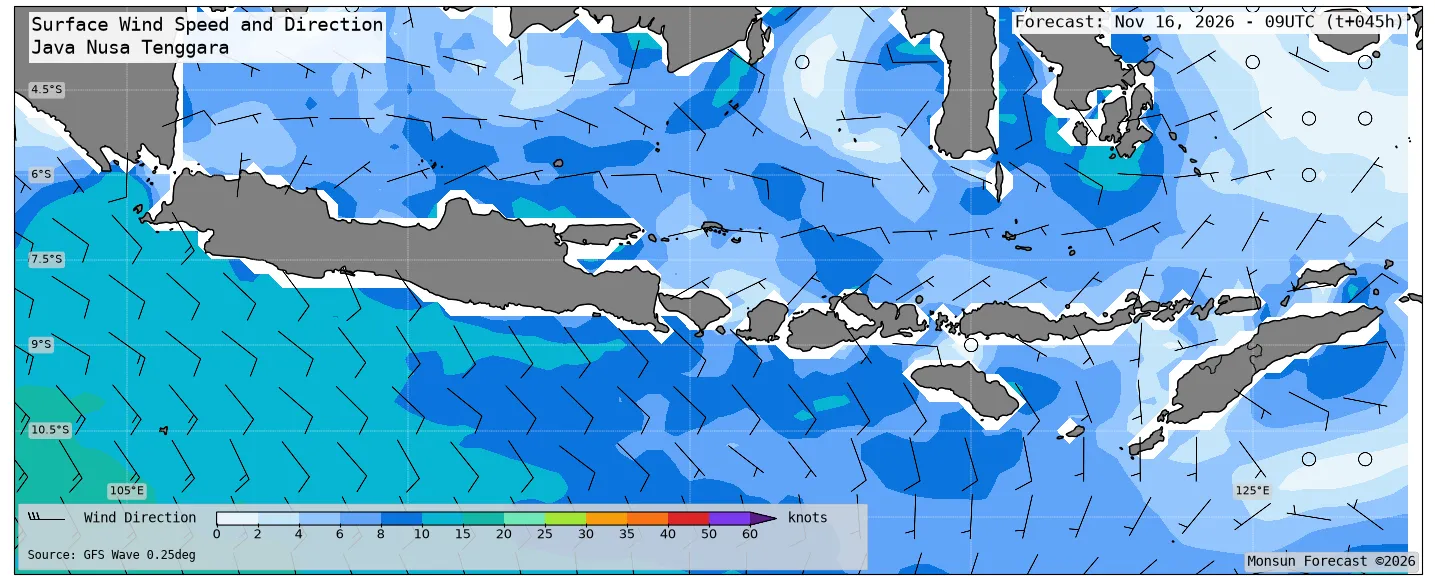 Surface Wind Speed and Direction
Java Nusa Tenggara
Forecast: Nov 16, 2026 - 09UTC (t+045h)
4.5°S
6°S
7.5°S
9°S
10.5°S
105°E
125°E
Wind Direction
0 2 4 6 8 10 15 20 25 30 35 40 50 60
knots
Source: GFS Wave 0.25deg
Monsun Forecast ©2026